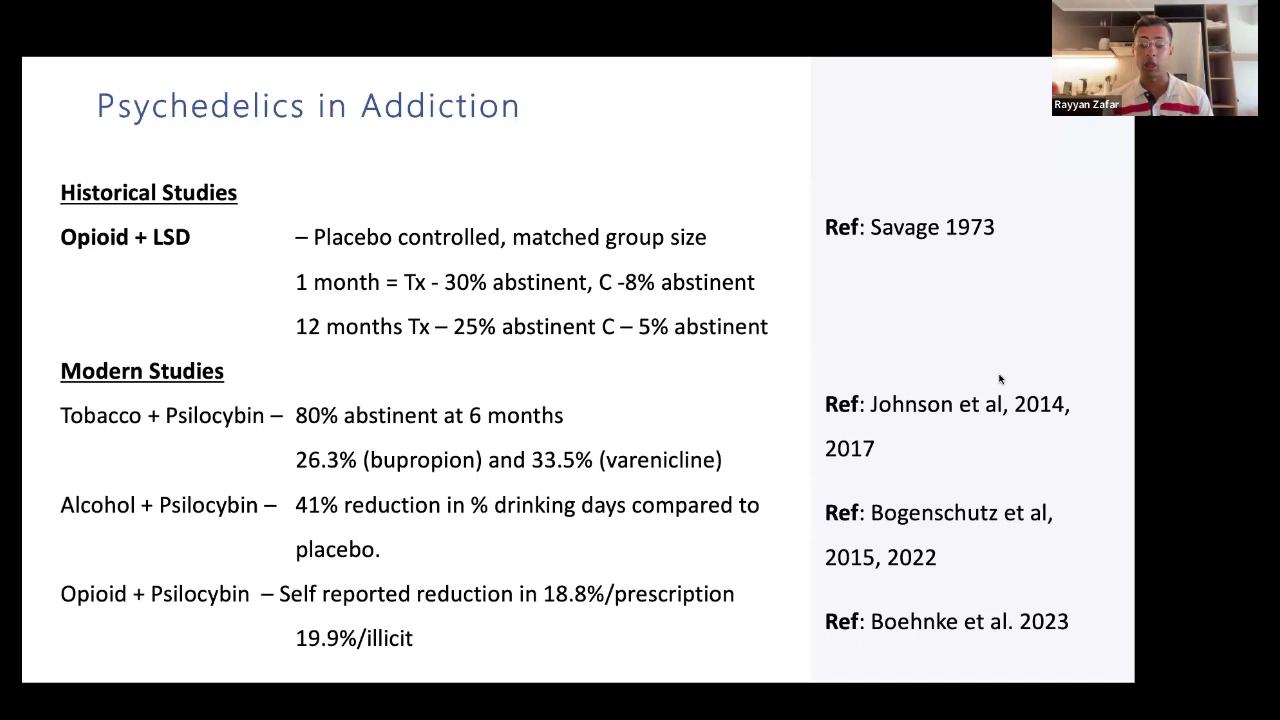 Rayyan Zafar
Psychedelics in Addiction
Historical Studies
Opioid + LSD – Placebo controlled, matched group size
1 month = Tx - 30% abstinent, C -8% abstinent
12 months Tx – 25% abstinent C – 5% abstinent
Modern Studies
Tobacco + Psilocybin – 80% abstinent at 6 months
26.3% (bupropion) and 33.5% (varenicline)
Alcohol + Psilocybin – 41% reduction in % drinking days compared to
placebo.
Opioid + Psilocybin – Self reported reduction in 18.8%/prescription
19.9%/illicit
Ref: Savage 1973
Ref: Johnson et al, 2014,
2017
Ref: Bogenschutz et al,
2015, 2022
Ref: Boehnke et al. 2023